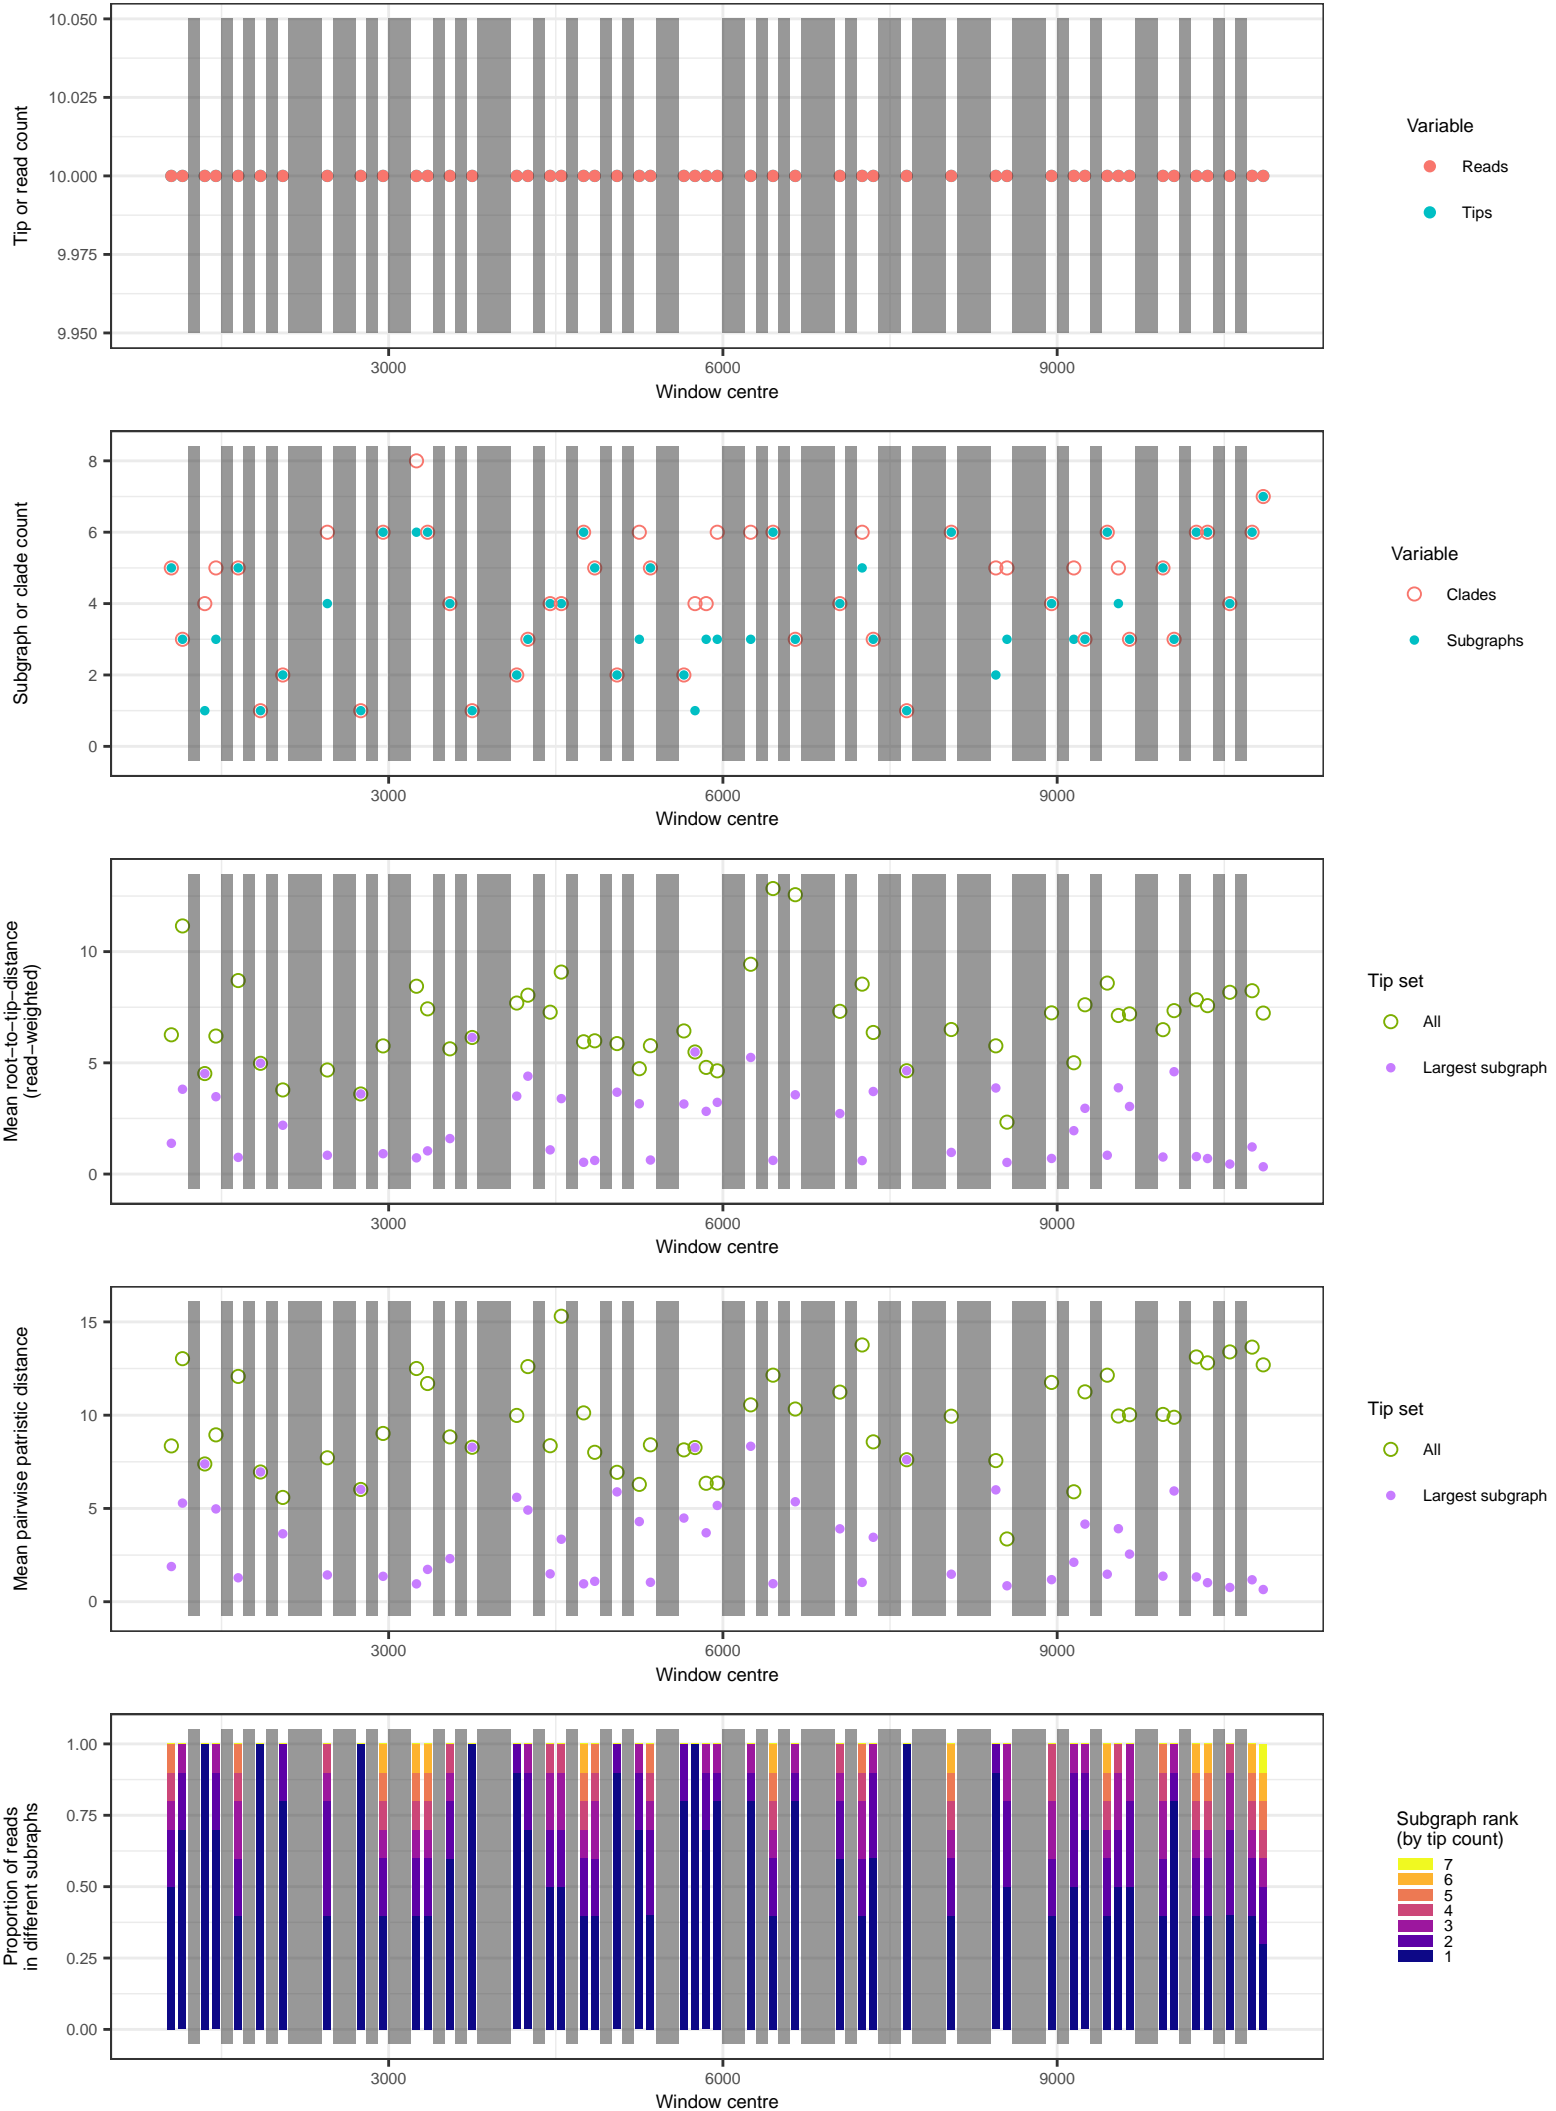 Tip or read count
10.050
10.025
10.000
9.975
9.950
3000
6000
9000
Window centre
Variable
Reads
Tips
Subgraph or clade count
8
6
4
2
0
3000
6000
9000
Window centre
Variable
Clades
Subgraphs
Mean root−to−tip−distance
(read−weighted)
10
5
0
3000
6000
9000
Window centre
Tip set
All
Largest subgraph
Mean pairwise patristic distance
15
10
5
0
3000
6000
9000
Window centre
Tip set
All
Largest subgraph
Proportion of reads
in different subraphs
1.00
0.75
0.50
0.25
0.00
3000
6000
9000
Window centre
Subgraph rank
(by tip count)
7
6
5
4
3
2
1